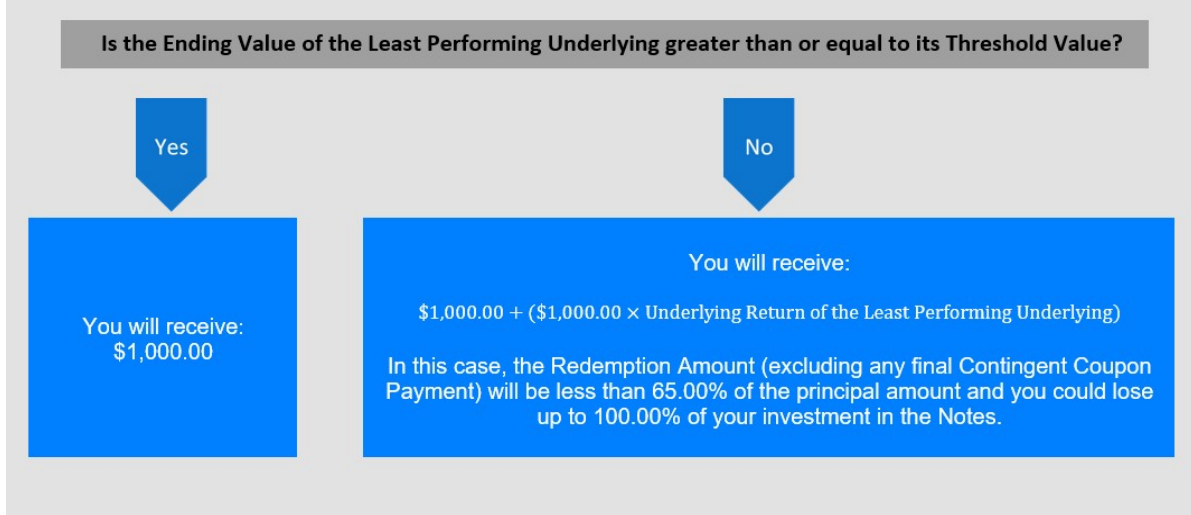 Is the Ending Value of the Least Performing Underlying greater than or equal to its Threshold Value?
Yes
No
You will receive:
$1,000.00
You will receive:
$1,000.00 + ($1,000.00 × Underlying Return of the Least Performing Underlying)
In this case, the Redemption Amount (excluding any final Contingent Coupon
Payment) will be less than 65.00% of the principal amount and you could lose
up to 100.00% of your investment in the Notes.